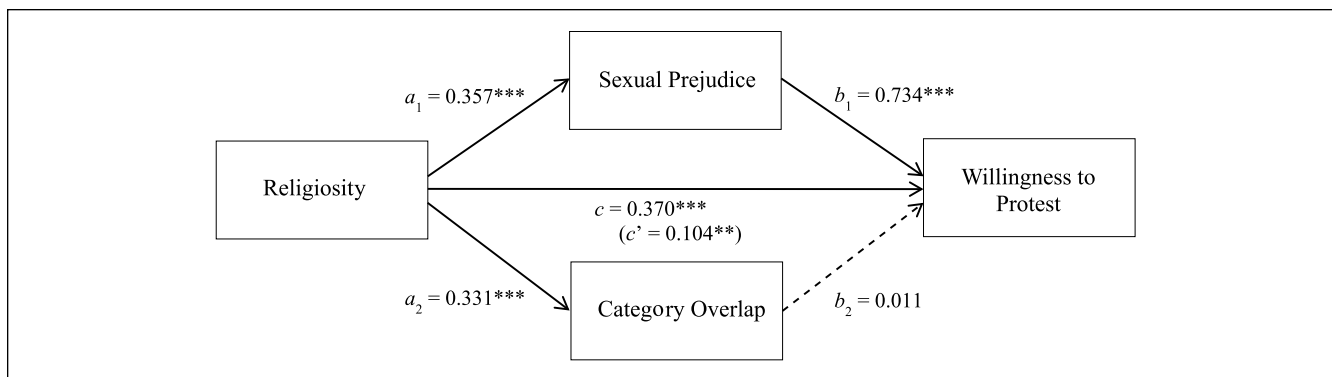 Sexual Prejudice
a₁ = 0.357***
b₁ = 0.734***
Religiosity
Willingness to
Protest
c = 0.370***
(c’ = 0.104**)
a₂ = 0.331***
Category Overlap
b₂ = 0.011